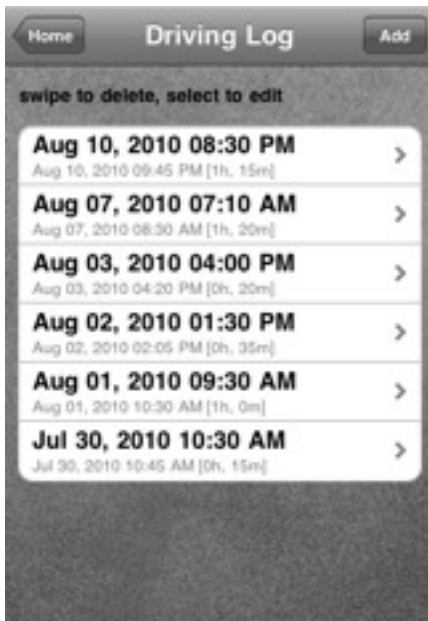 Home
Driving Log
Add
swipe to delete, select to edit
Aug 10, 2010 08:30 PM
Aug 10, 2010 09:45 PM [1h, 15m]
Aug 07, 2010 07:10 AM
Aug 07, 2010 08:30 AM [1h, 20m]
Aug 03, 2010 04:00 PM
Aug 03, 2010 04:20 PM [0h, 20m]
Aug 02, 2010 01:30 PM
Aug 02, 2010 02:05 PM [0h, 35m]
Aug 01, 2010 09:30 AM
Aug 01, 2010 10:30 AM [1h, 0m]
Jul 30, 2010 10:30 AM
Jul 30, 2010 10:45 AM [0h, 15m]